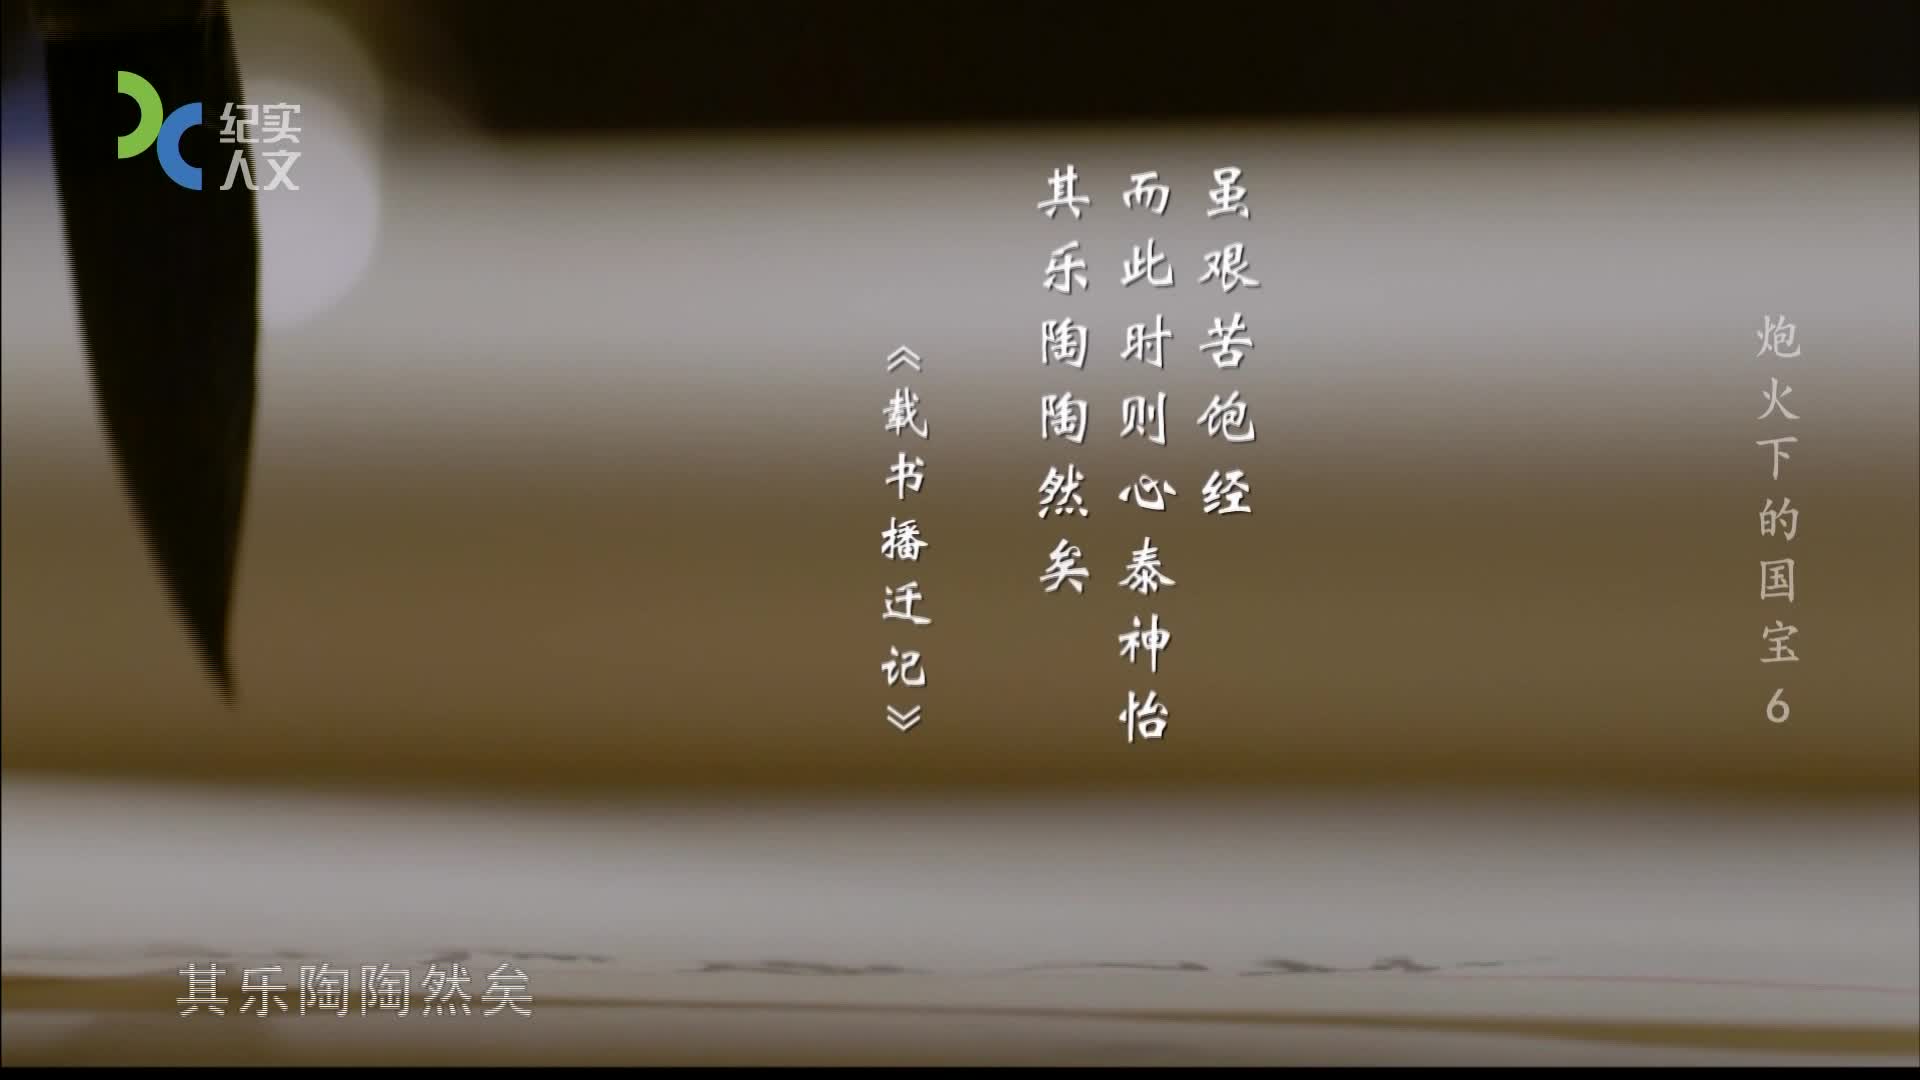 纪实
人文
虽艰苦饱经
而此时则心泰神怡
其乐陶陶然矣
《载书播迁记》
炮火下的国宝6
其乐陶陶然矣